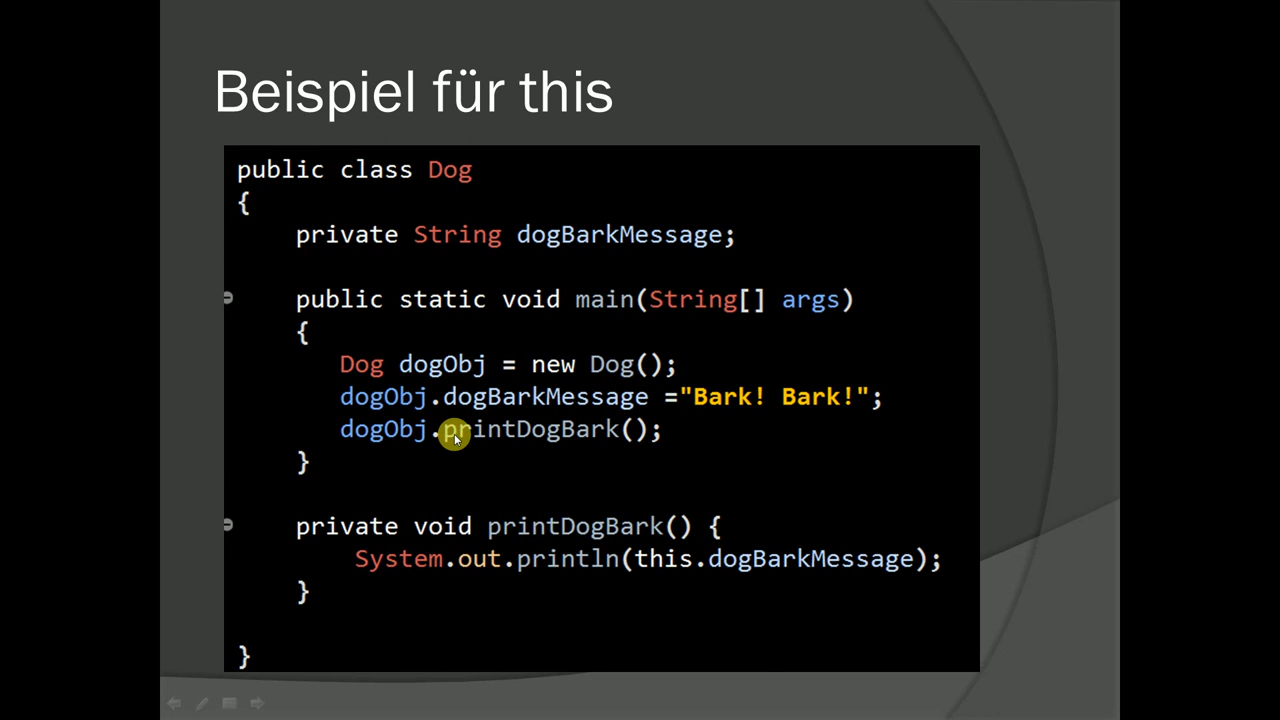 Beispiel für this
public class Dog
{
private String dogBarkMessage;
public static void main(String[] args)
{
Dog dogObj = new Dog();
dogObj.dogBarkMessage ="Bark! Bark!";
dogObj.printDogBark();
}
private void printDogBark() {
System.out.println(this.dogBarkMessage);
}
}